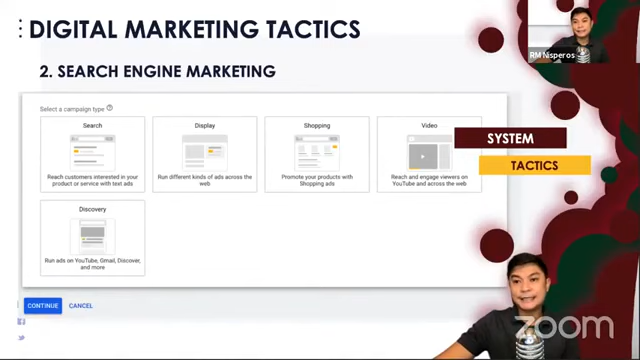 DIGITAL MARKETING TACTICS
RM Nisperos
2. SEARCH ENGINE MARKETING
Select a campaign type
Search
Reach customers interested in your
product or service with text ads
Display
Run different kinds of ads across the
web
Shopping
Promote your products with
Shopping ads
Video
Reach and engage viewers on
YouTube and across the web
SYSTEM
TACTICS
Discovery
Run ads on YouTube, Gmail, Discover,
and more
CONTINUE
CANCEL
zoom